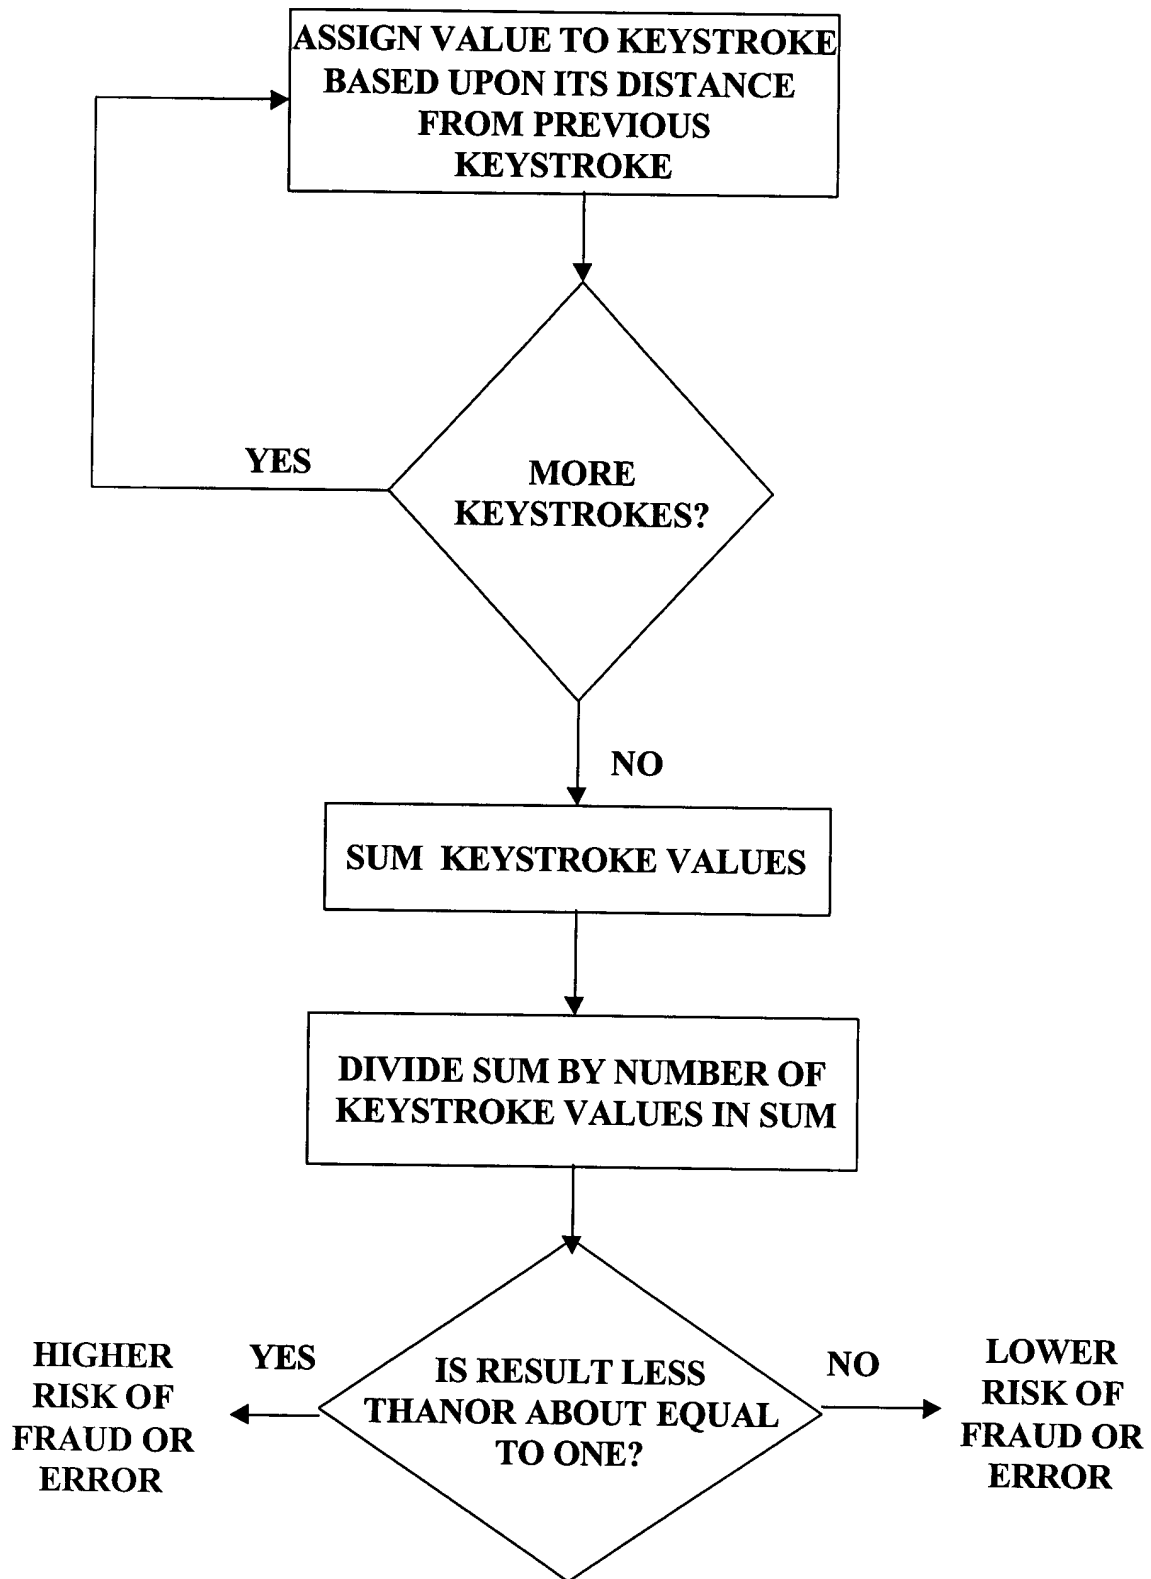 ASSIGN VALUE TO KEYSTROKE
BASED UPON ITS DISTANCE
FROM PREVIOUS
KEYSTROKE
YES
MORE
KEYSTROKES?
NO
SUM KEYSTROKE VALUES
DIVIDE SUM BY NUMBER OF
KEYSTROKE VALUES IN SUM
HIGHER
RISK OF
FRAUD OR
ERROR
YES
IS RESULT LESS
THANOR ABOUT EQUAL
TO ONE?
NO
LOWER
RISK OF
FRAUD OR
ERROR